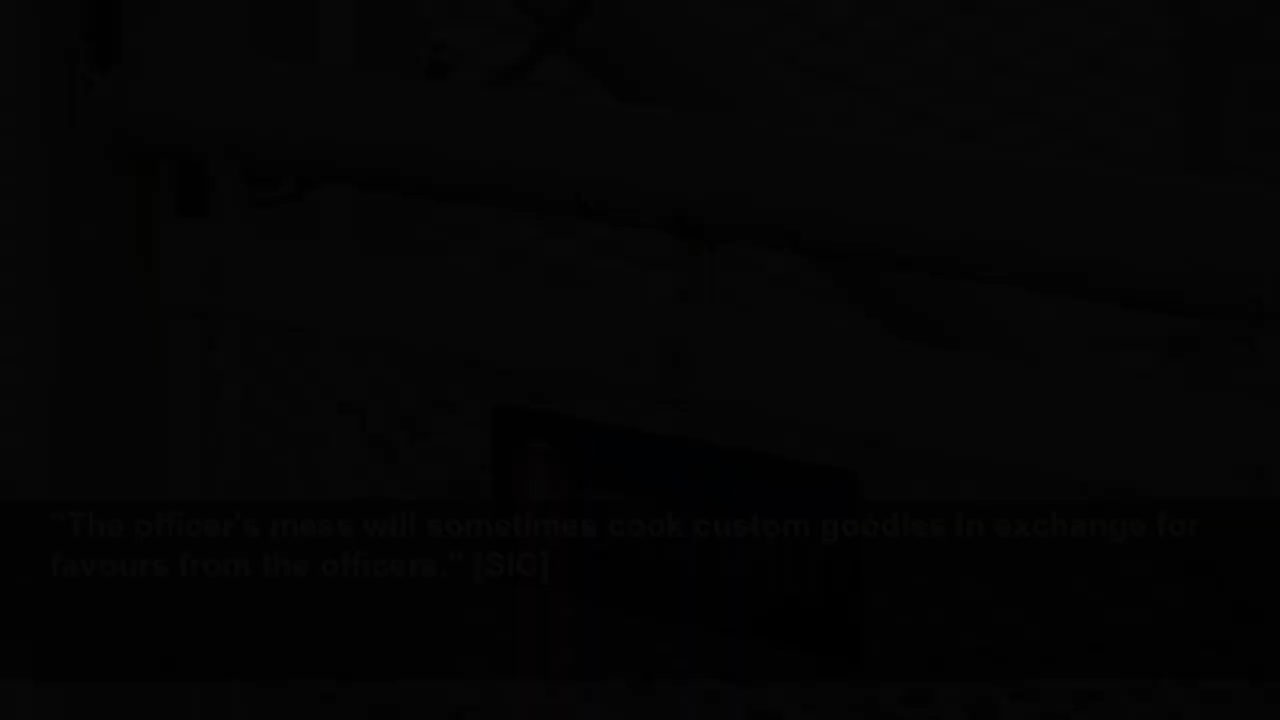 "The officer's mess will sometimes cook custom goodies in exchange for
favours from the officers." [SIC]